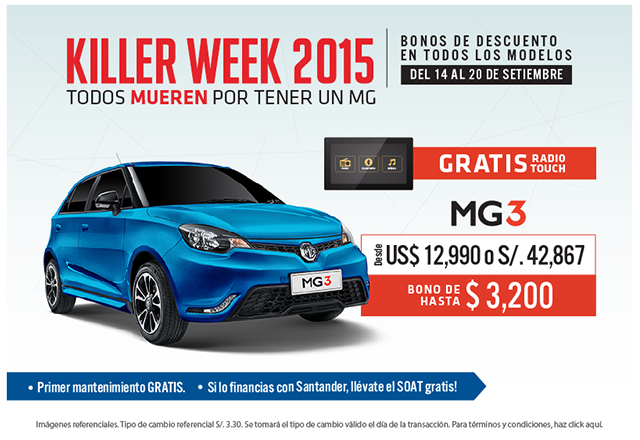 KILLER WEEK 2015
TODOS MUEREN POR TENER UN MG
BONOS DE DESCUENTO
EN TODOS LOS MODELOS
DEL 14 AL 20 DE SETIEMBRE
GRATIS RADIO TOUCH
MG3
Desde US$ 12,990 o S/. 42,867
BONO DE HASTA $ 3,200
MG
MG3
• Primer mantenimiento GRATIS. • Si lo financias con Santander, llévate el SOAT gratis!
Imágenes referenciales. Tipo de cambio referencial S/. 3.30. Se tomará el tipo de cambio válido el día de la transacción. Para términos y condiciones, haz click aquí.